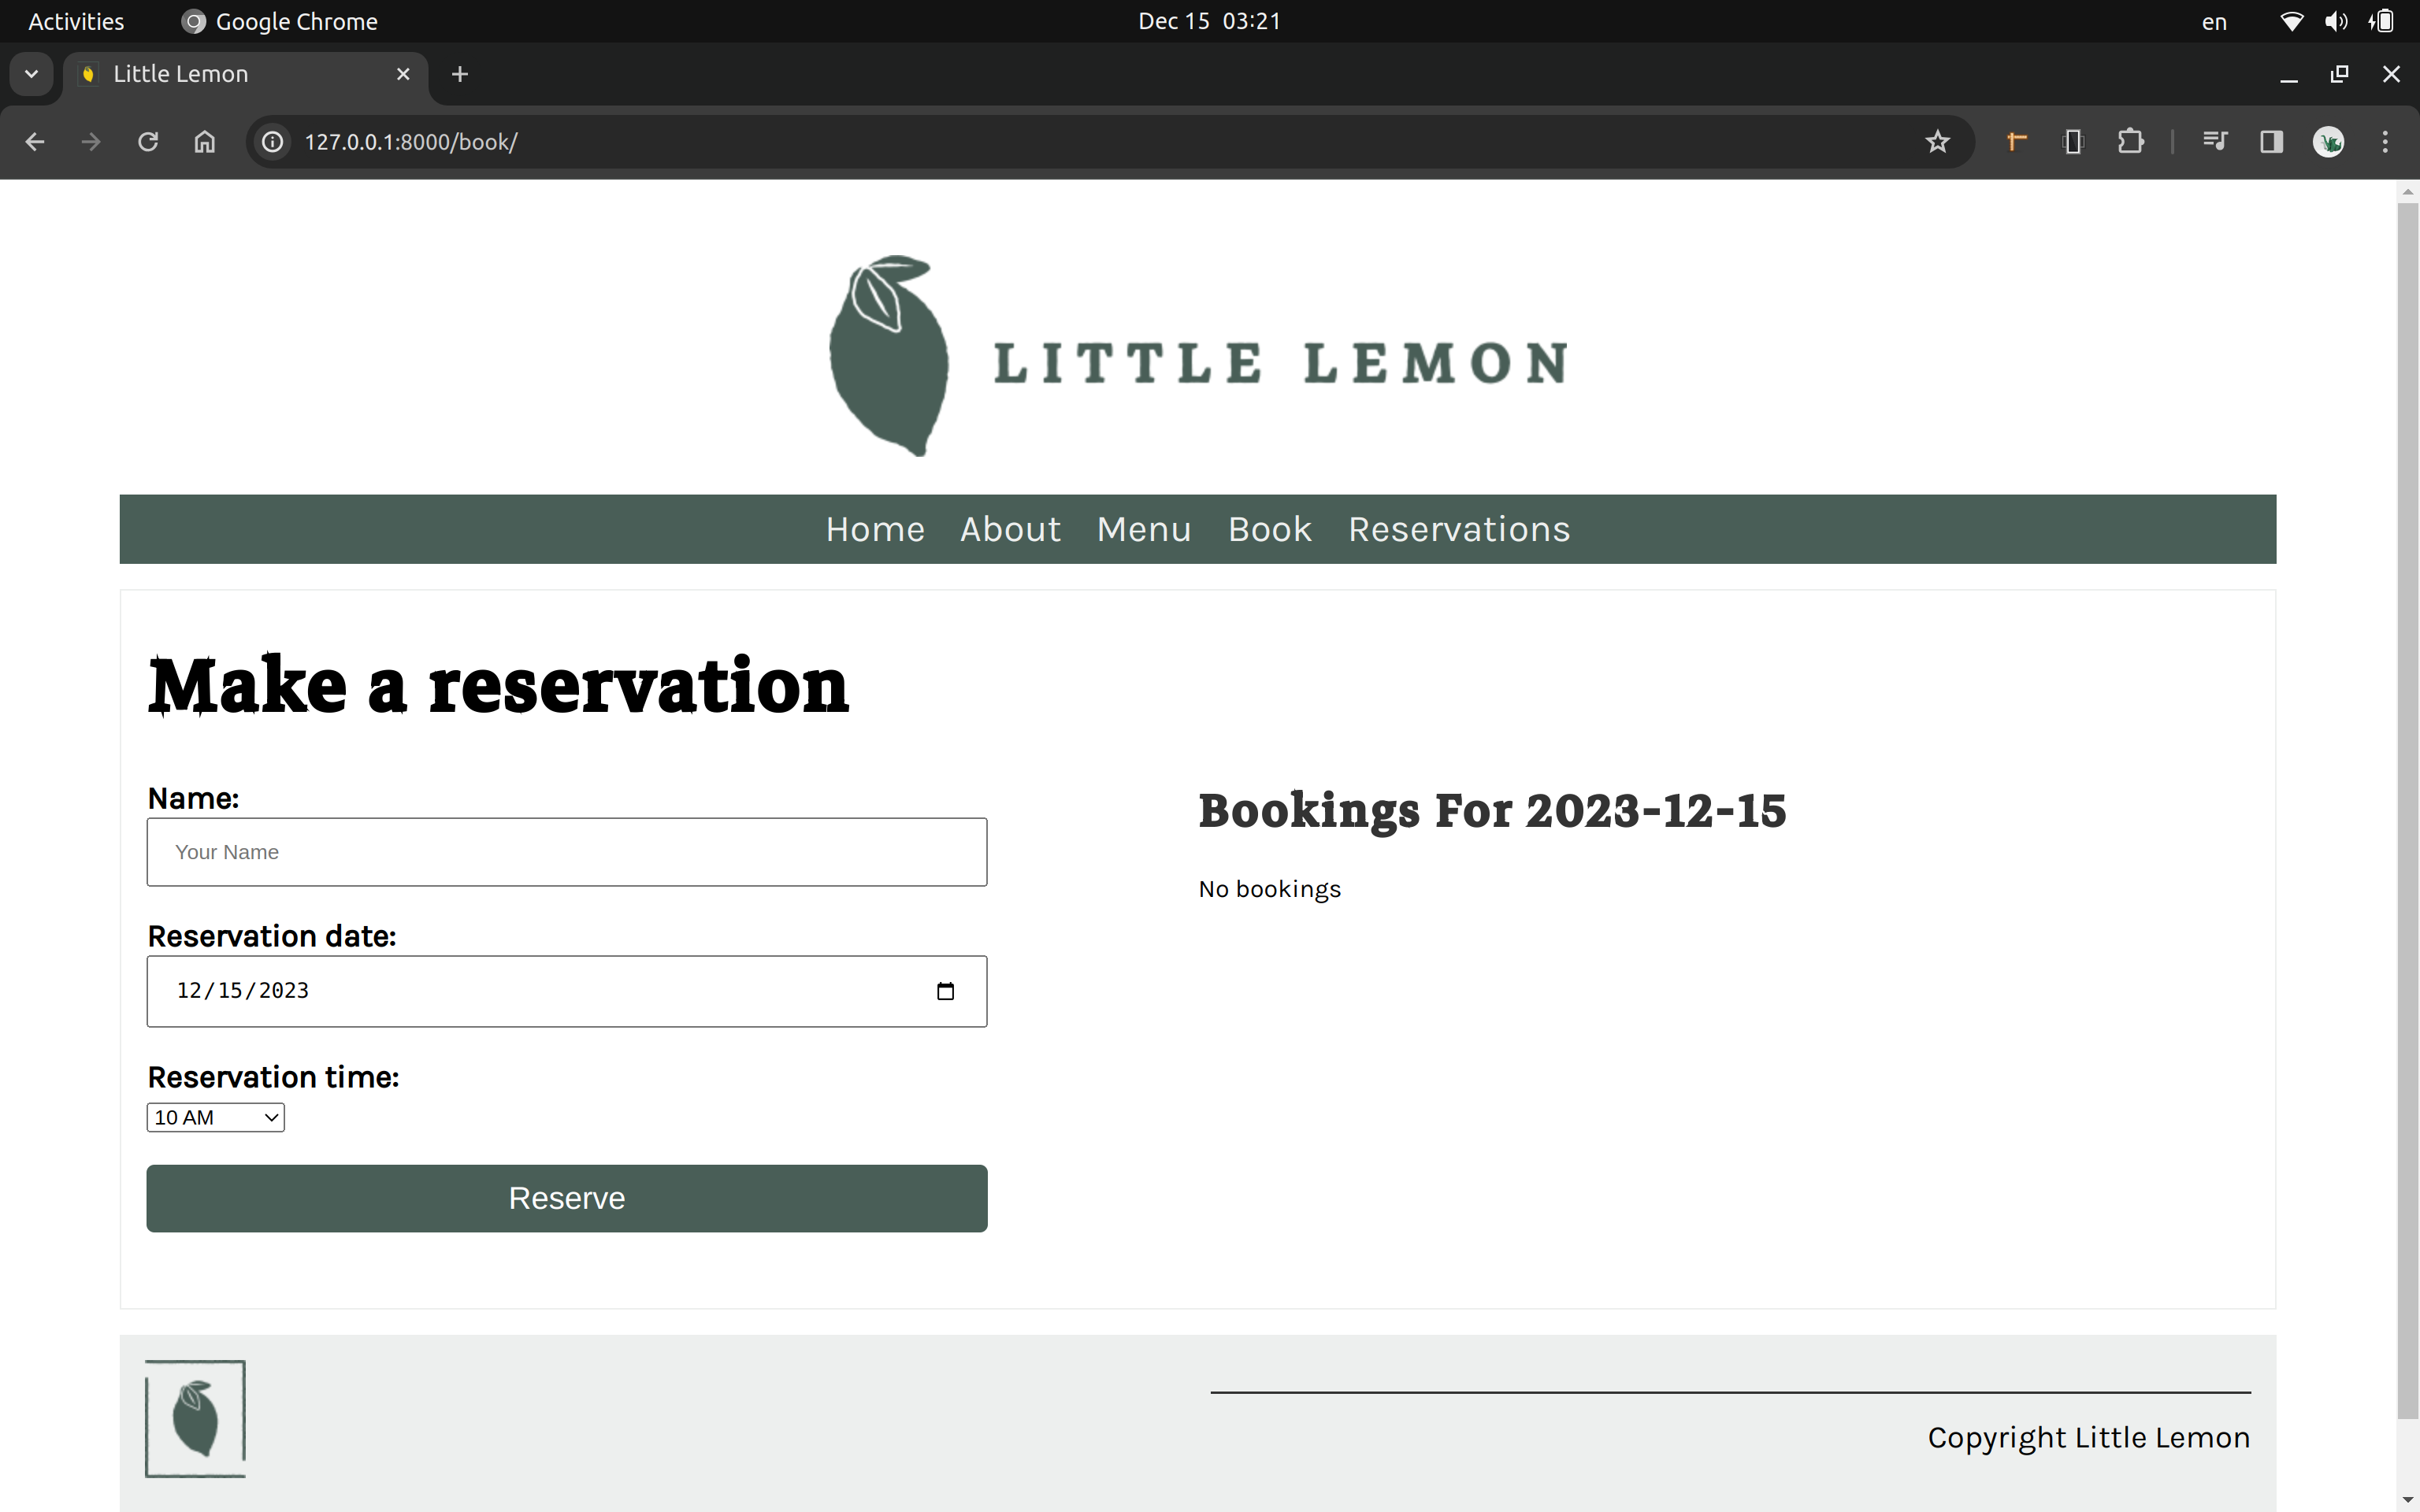 Activities Google Chrome Dec 15 03:21 en
Little Lemon
127.0.0.1:8000/book/
LITTLE LEMON
Home About Menu Book Reservations
Make a reservation
Name:
Your Name
Reservation date:
12/15/2023
Reservation time:
10 AM
Reserve
Bookings For 2023-12-15
No bookings
Copyright Little Lemon